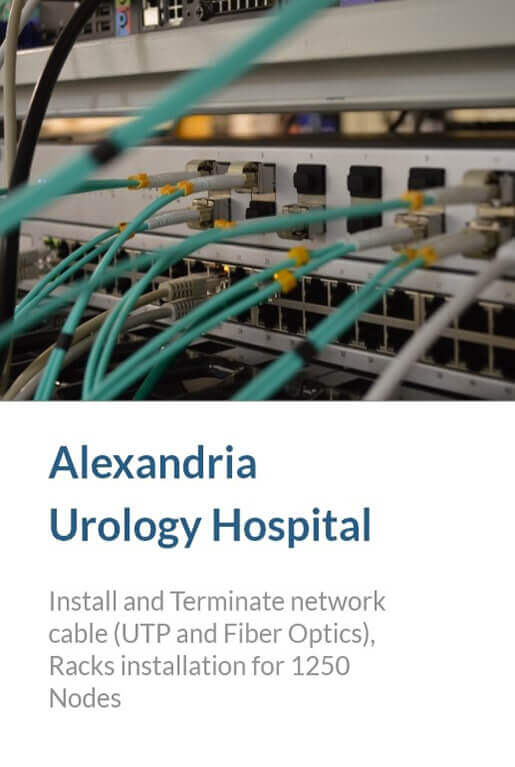 Alexandria
Urology Hospital
Install and Terminate network
cable (UTP and Fiber Optics),
Racks installation for 1250
Nodes